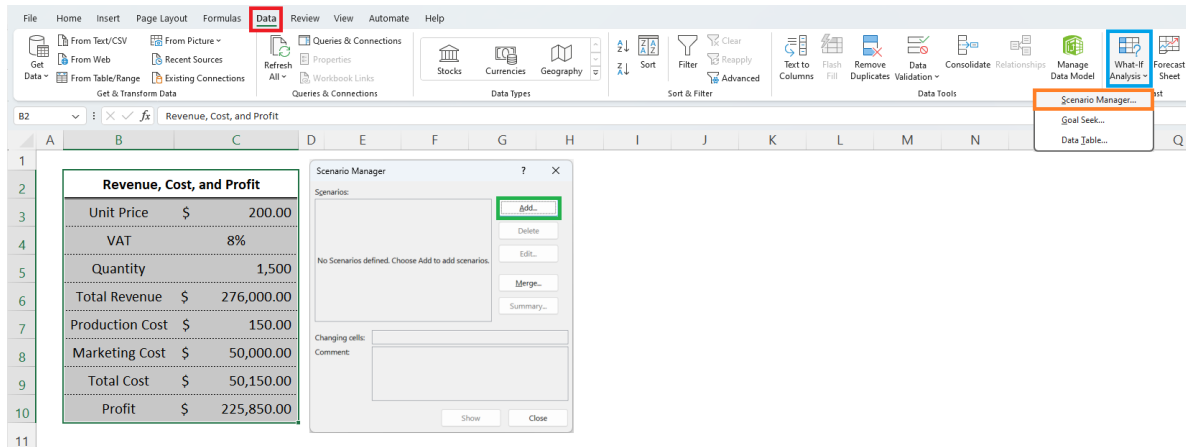 File Home Insert Page Layout Formulas Data Review View Automate Help
Get Data
From Text/CSV
From Web
From Table/Range
From Picture
Recent Sources
Existing Connections
Get & Transform Data
Refresh All
Queries & Connections
Properties
Workbook Links
Queries & Connections
Stocks Currencies Geography
Data Types
Sort
Filter
Clear
Reapply
Advanced
Sort & Filter
Text to Columns
Flash Fill
Remove Duplicates
Data Validation
Consolidate
Relationships
Manage Data Model
Data Tools
What-If Analysis
Forecast Sheet
ast
Scenario Manager...
Goal Seek...
Data Table...
B2 fx Revenue, Cost, and Profit
A B C D E F G H I J K L M N Q
1
2 Revenue, Cost, and Profit
3 Unit Price $ 200.00
4 VAT 8%
5 Quantity 1,500
6 Total Revenue $ 276,000.00
7 Production Cost $ 150.00
8 Marketing Cost $ 50,000.00
9 Total Cost $ 50,150.00
10 Profit $ 225,850.00
11
Scenario Manager ? ×
Scenarios:
No Scenarios defined. Choose Add to add scenarios.
Add...
Delete
Edit...
Merge...
Summary...
Changing cells:
Comment:
Show Close